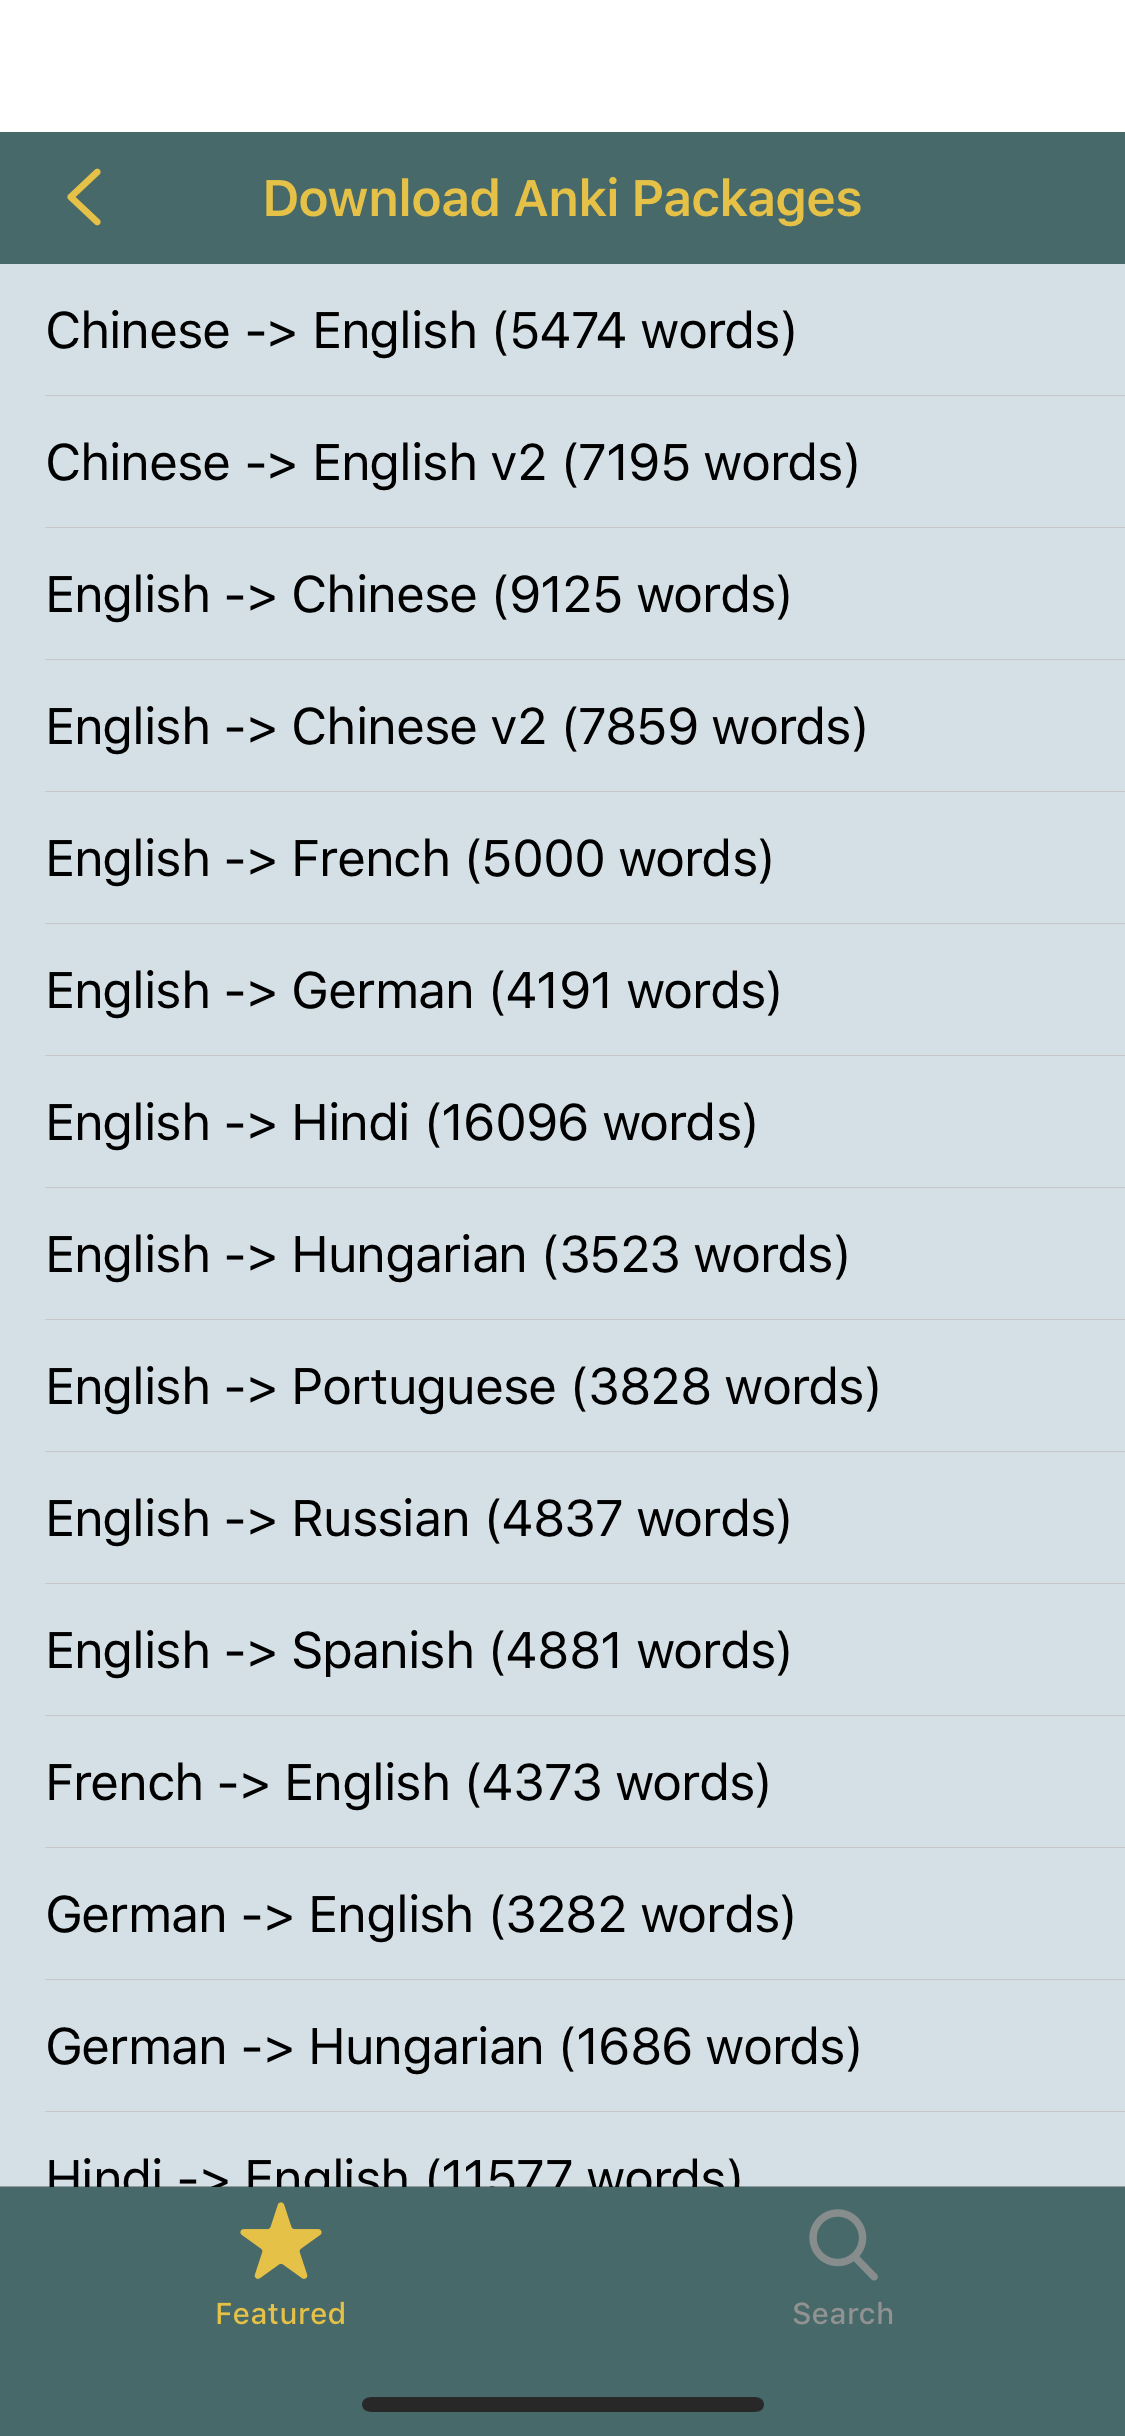 Download Anki Packages
Chinese -> English (5474 words)
Chinese -> English v2 (7195 words)
English -> Chinese (9125 words)
English -> Chinese v2 (7859 words)
English -> French (5000 words)
English -> German (4191 words)
English -> Hindi (16096 words)
English -> Hungarian (3523 words)
English -> Portuguese (3828 words)
English -> Russian (4837 words)
English -> Spanish (4881 words)
French -> English (4373 words)
German -> English (3282 words)
German -> Hungarian (1686 words)
Hindi -> English (11577 words)
Featured
Search